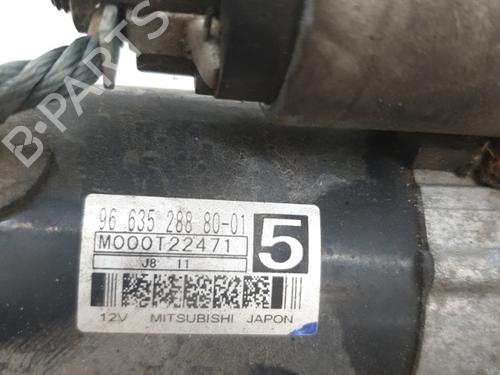 B-PARTS
96 635 288 80-01
M000T22471
5
J8 11
12V MITSUBISHI JAPON